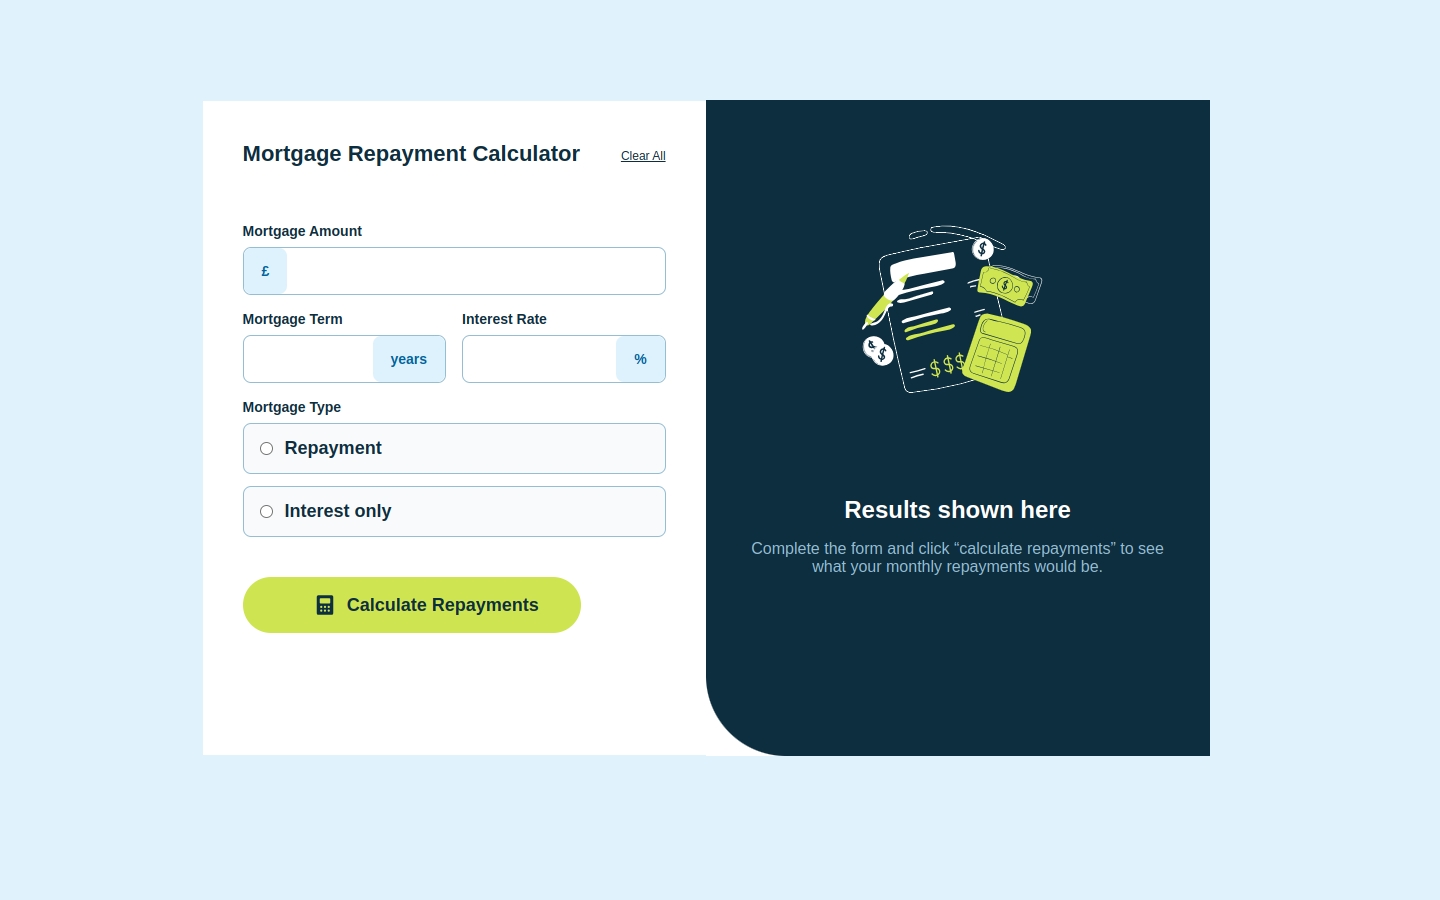 Mortgage Repayment Calculator
Clear All
Mortgage Amount
£
Mortgage Term
Interest Rate
years
%
Mortgage Type
Repayment
Interest only
Calculate Repayments
$
$
$
$
$
$$$
Results shown here
Complete the form and click “calculate repayments” to see
what your monthly repayments would be.